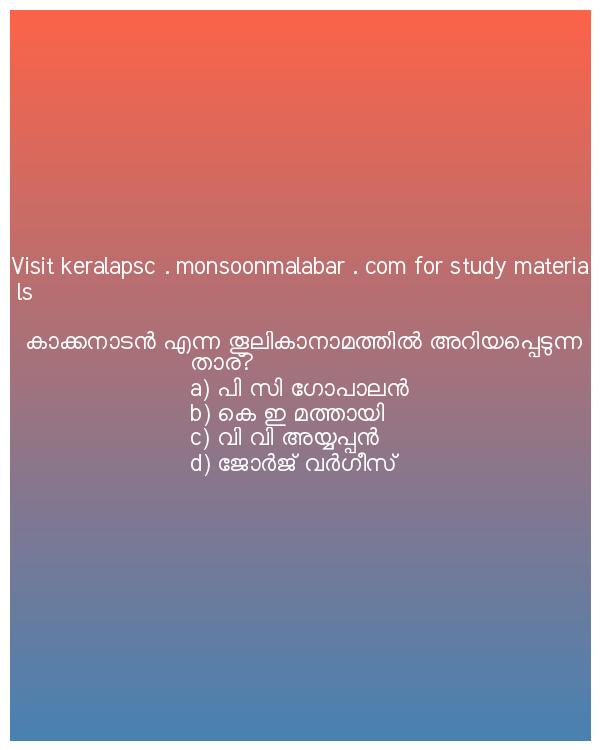 Visit keralapsc . monsoonmalabar . com for study materia
ls
കാക്കനാടൻ എന്ന തൂലികാനാമത്തിൽ അറിയപ്പെടുന്ന
താര്?
a) പി സി ഗോപാലൻ
b) കെ ഇ മത്തായി
c) വി വി അയ്യപ്പൻ
d) ജോർജ് വർഗീസ്